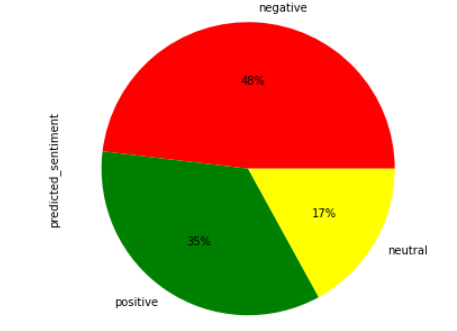 negative
48%
predicted_sentiment
17%
35%
neutral
positive